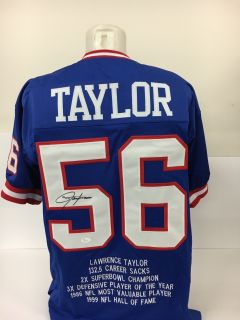 TAYLOR
56
LAWRENCE TAYLOR
132.5 CAREER SACKS
2X SUPERBOWL CHAMPION
3X DEFENSIVE PLAYER OF THE YEAR
1986 NFL MOST VALUABLE PLAYER
1999 NFL HALL OF FAME
56